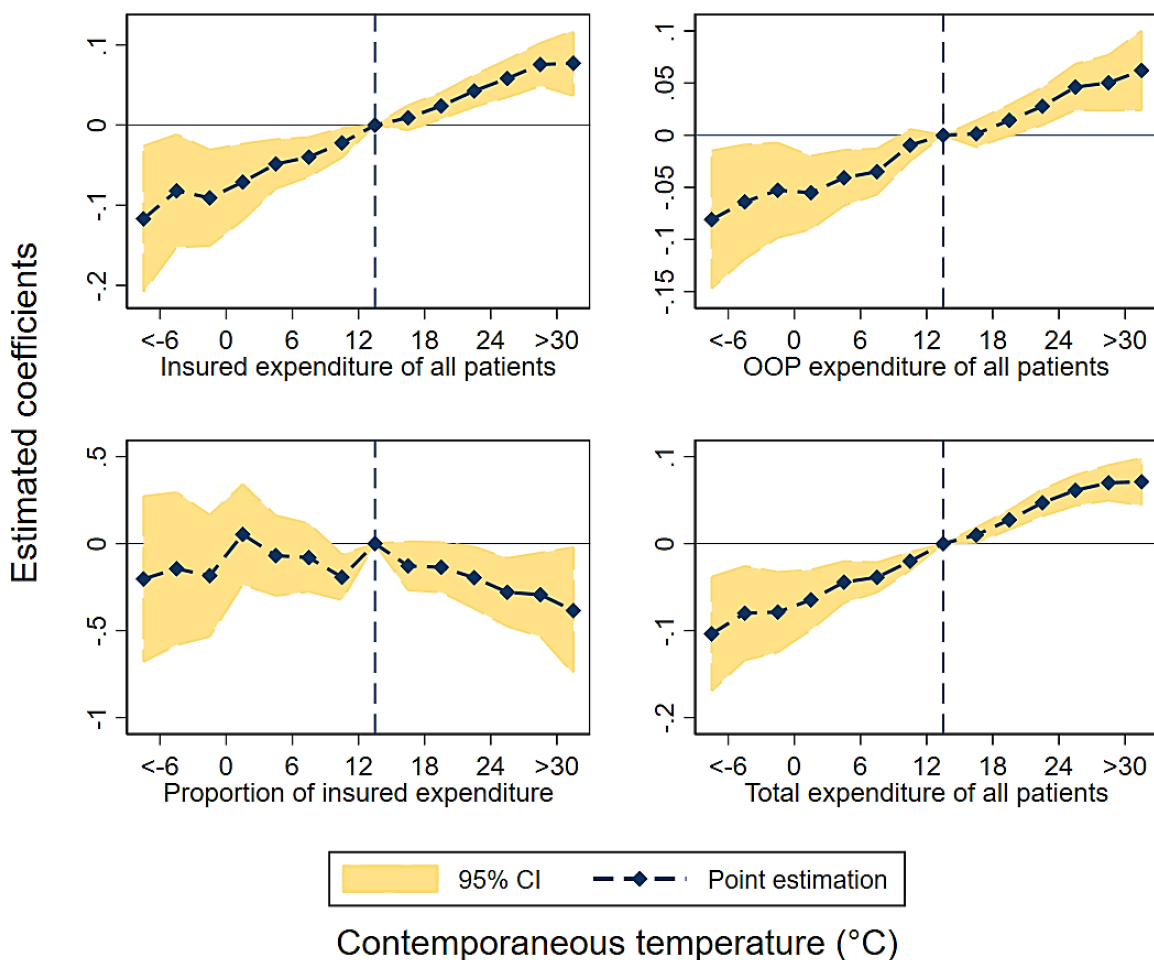 Estimated coefficients
.1
0
-.1
-.2
<-6 0 6 12 18 24 >30
Insured expenditure of all patients
.1
.05
0
-.05
-.1
-.15
<-6 0 6 12 18 24 >30
OOP expenditure of all patients
.5
0
-.5
-1
<-6 0 6 12 18 24 >30
Proportion of insured expenditure
.1
0
-.1
-.2
<-6 0 6 12 18 24 >30
Total expenditure of all patients
95% CI Point estimation
Contemporaneous temperature (°C)